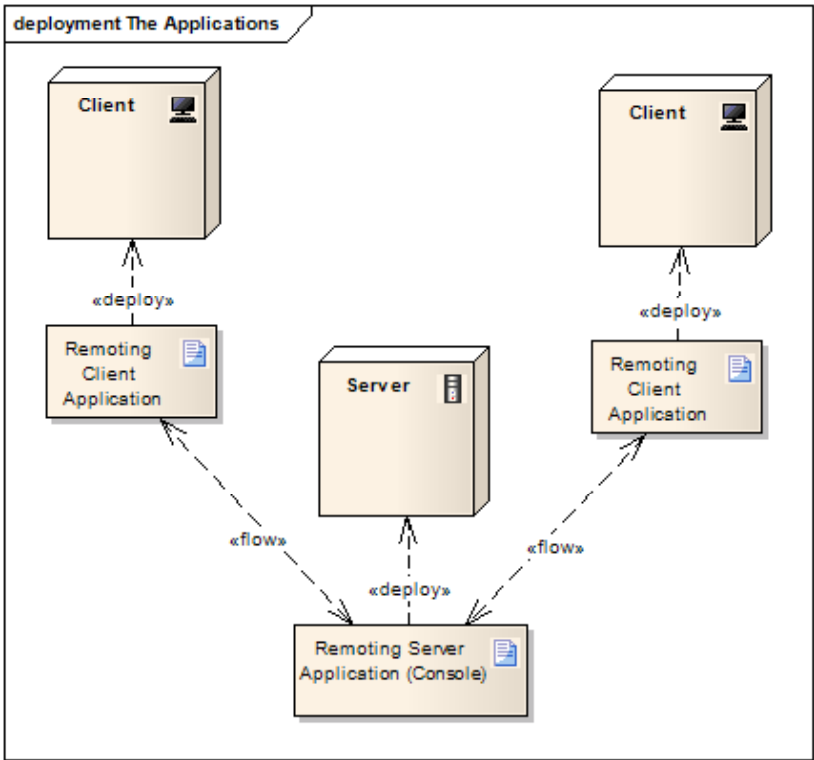 deployment The Applications
Client
Client
«deploy»
«deploy»
Remoting
Client
Application
Remoting
Client
Application
Server
«flow»
«flow»
«deploy»
Remoting Server
Application (Console)